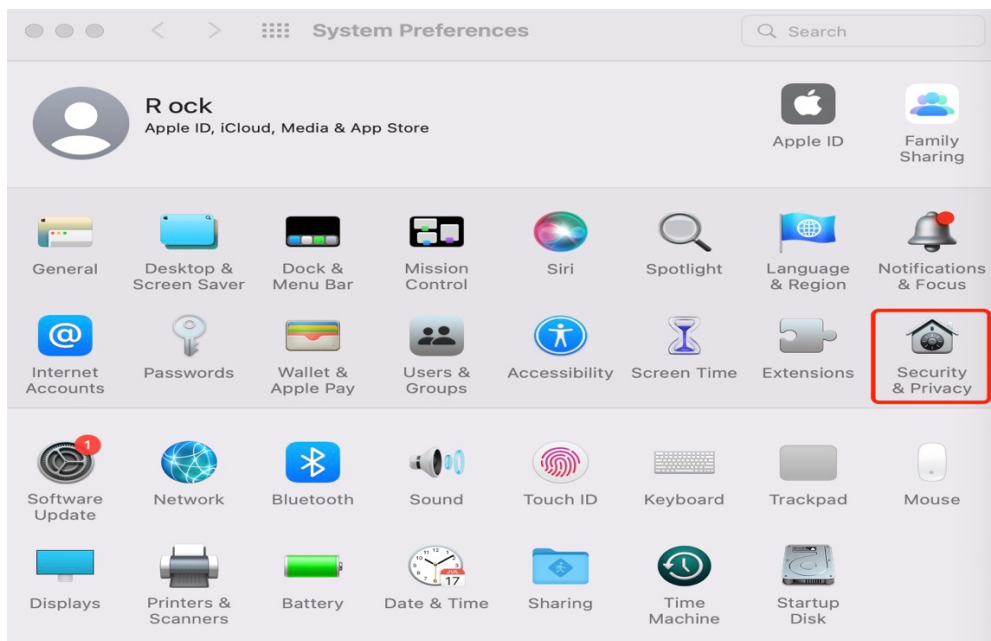 System Preferences
Search
R ock
Apple ID, iCloud, Media & App Store
Apple ID
Family
Sharing
General
Desktop &
Screen Saver
Dock &
Menu Bar
Mission
Control
Siri
Spotlight
Language
& Region
Notifications
& Focus
Internet
Accounts
Passwords
Wallet &
Apple Pay
Users &
Groups
Accessibility
Screen Time
Extensions
Security
& Privacy
1
Software
Update
Network
Bluetooth
Sound
Touch ID
Keyboard
Trackpad
Mouse
Displays
Printers &
Scanners
Battery
JUL
17
Date & Time
Sharing
Time
Machine
Startup
Disk